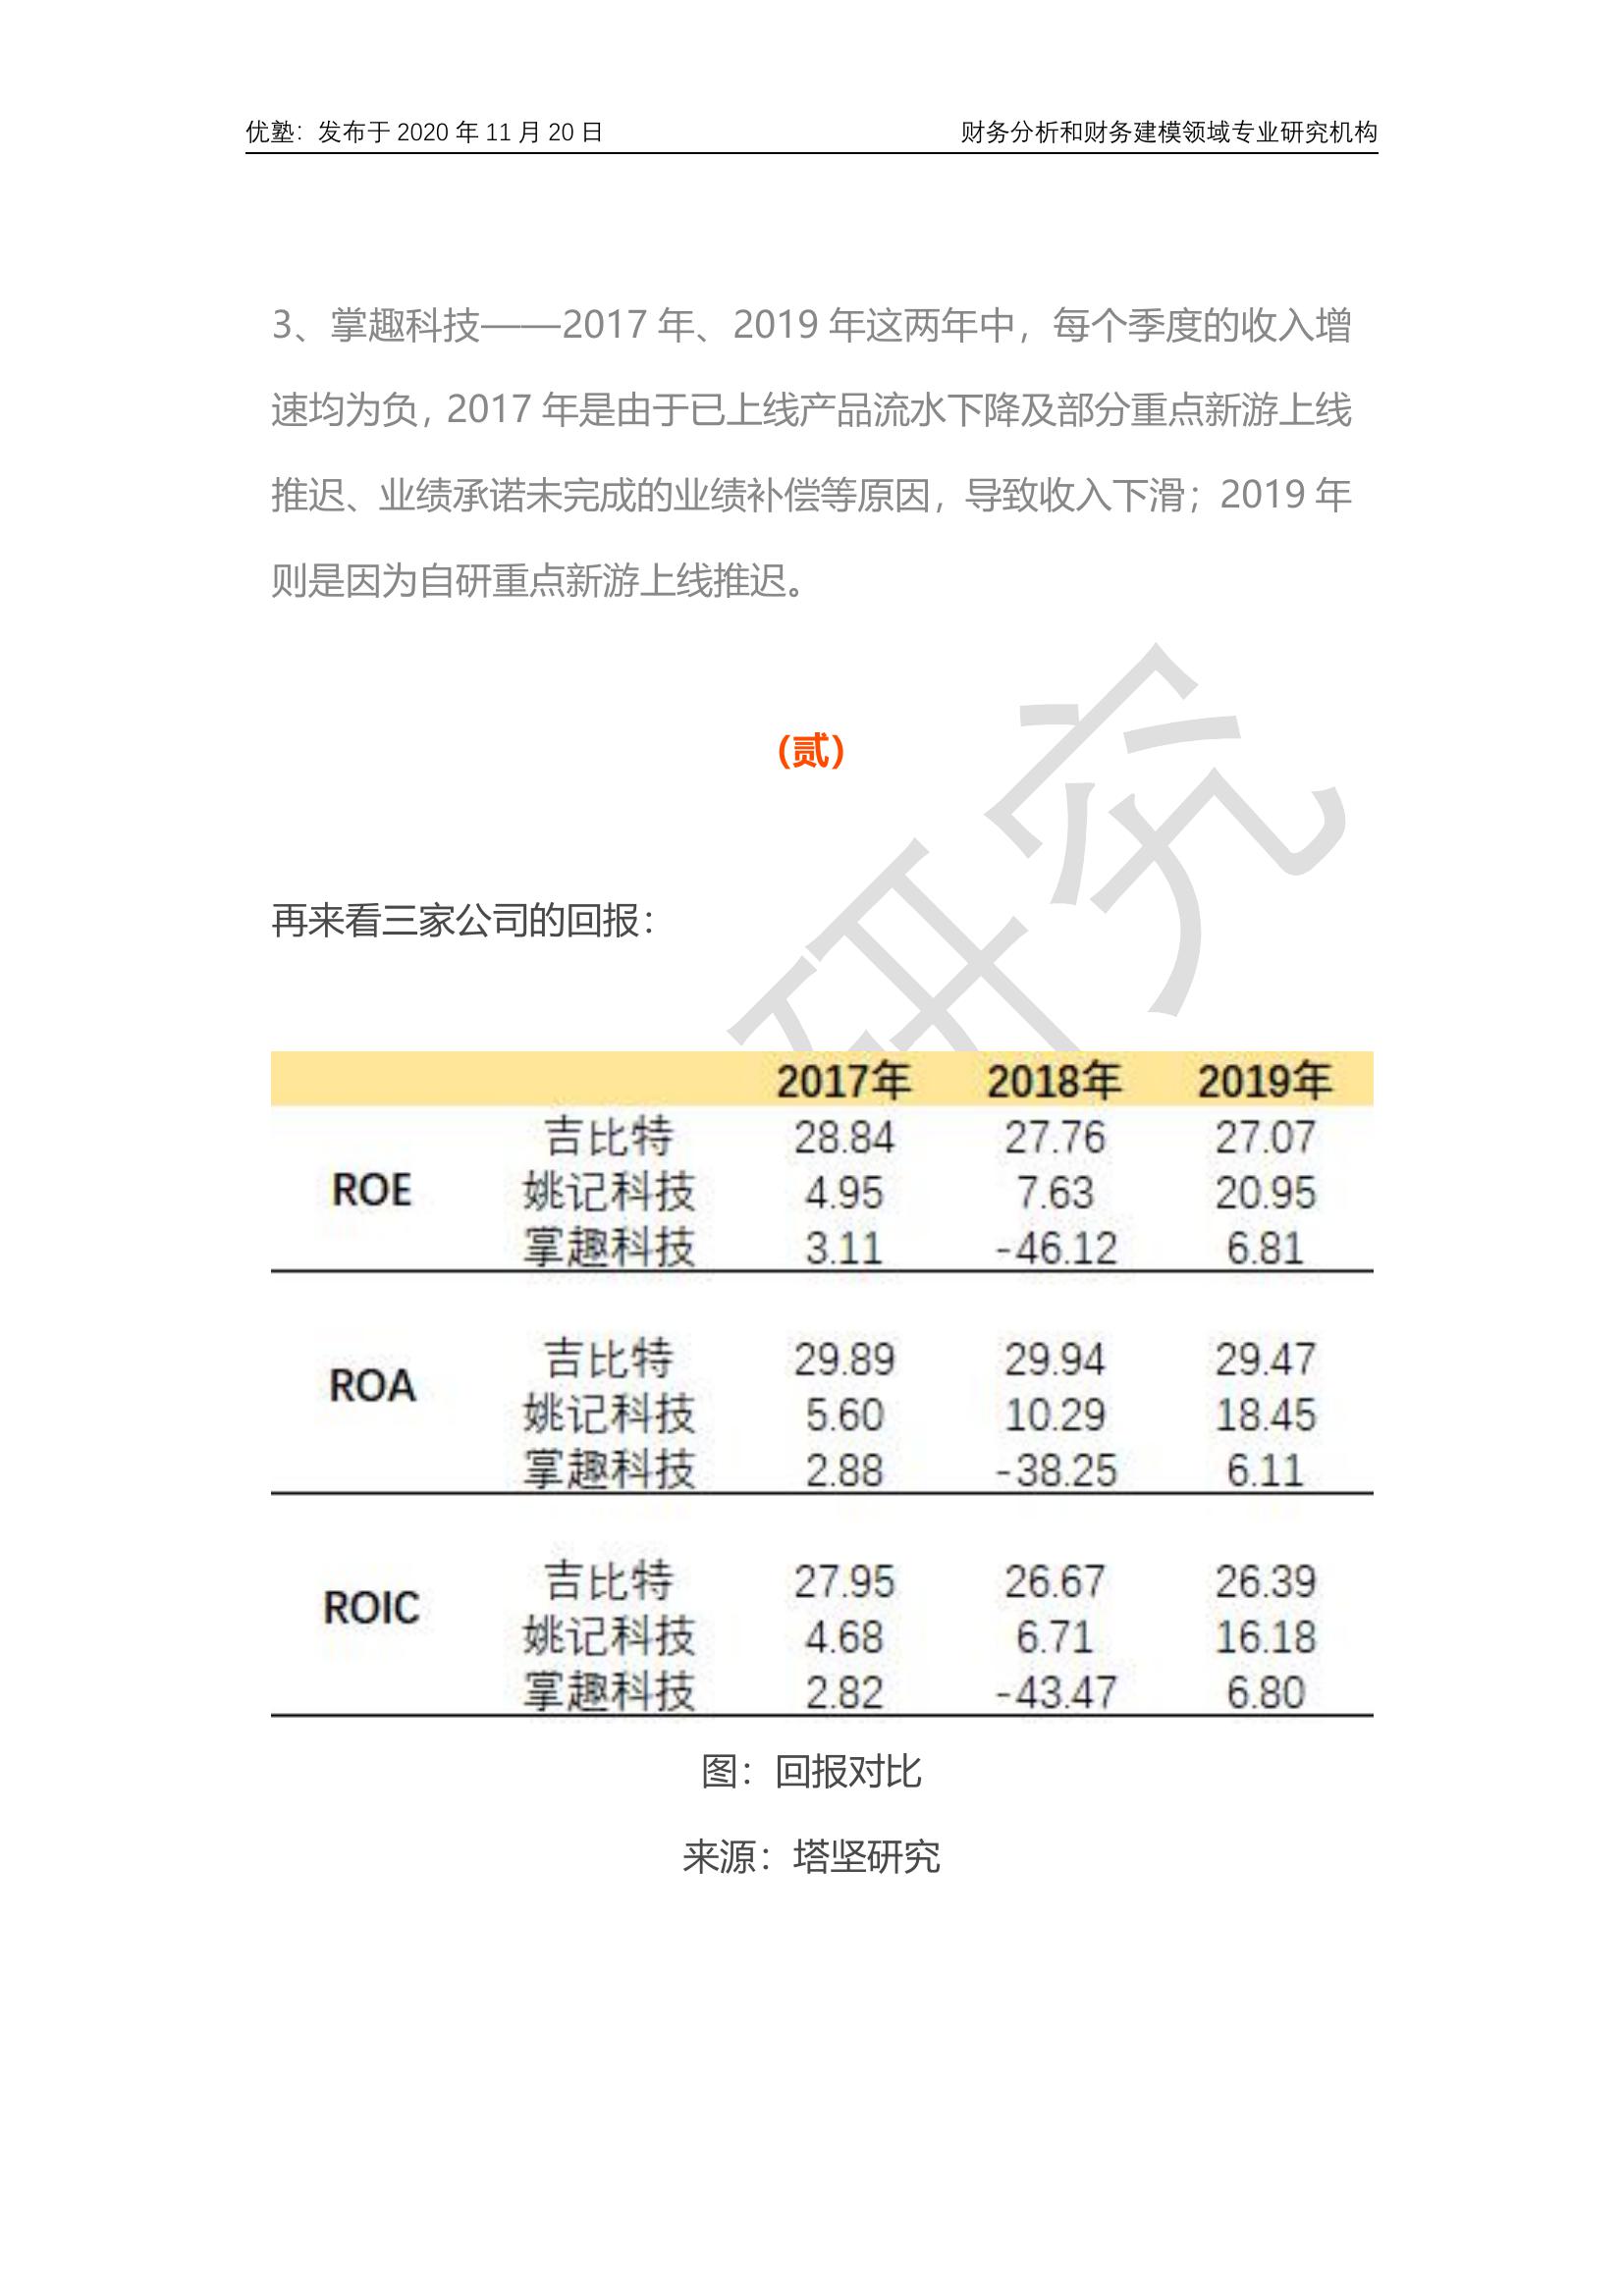 优塾：发布于 2020 年 11 月 20 日 财务分析和财务建模领域专业研究机构
3、掌趣科技——2017 年、2019 年这两年中，每个季度的收入增
速均为负，2017 年是由于已上线产品流水下降及部分重点新游上线
推迟、业绩承诺未完成的业绩补偿等原因，导致收入下滑；2019 年
则是因为自研重点新游上线推迟。
（贰）
研究
再来看三家公司的回报：
2017年 2018年 2019年
ROE
吉比特 28.84 27.76 27.07
姚记科技 4.95 7.63 20.95
掌趣科技 3.11 -46.12 6.81
ROA
吉比特 29.89 29.94 29.47
姚记科技 5.60 10.29 18.45
掌趣科技 2.88 -38.25 6.11
ROIC
吉比特 27.95 26.67 26.39
姚记科技 4.68 6.71 16.18
掌趣科技 2.82 -43.47 6.80
图：回报对比
来源：塔坚研究